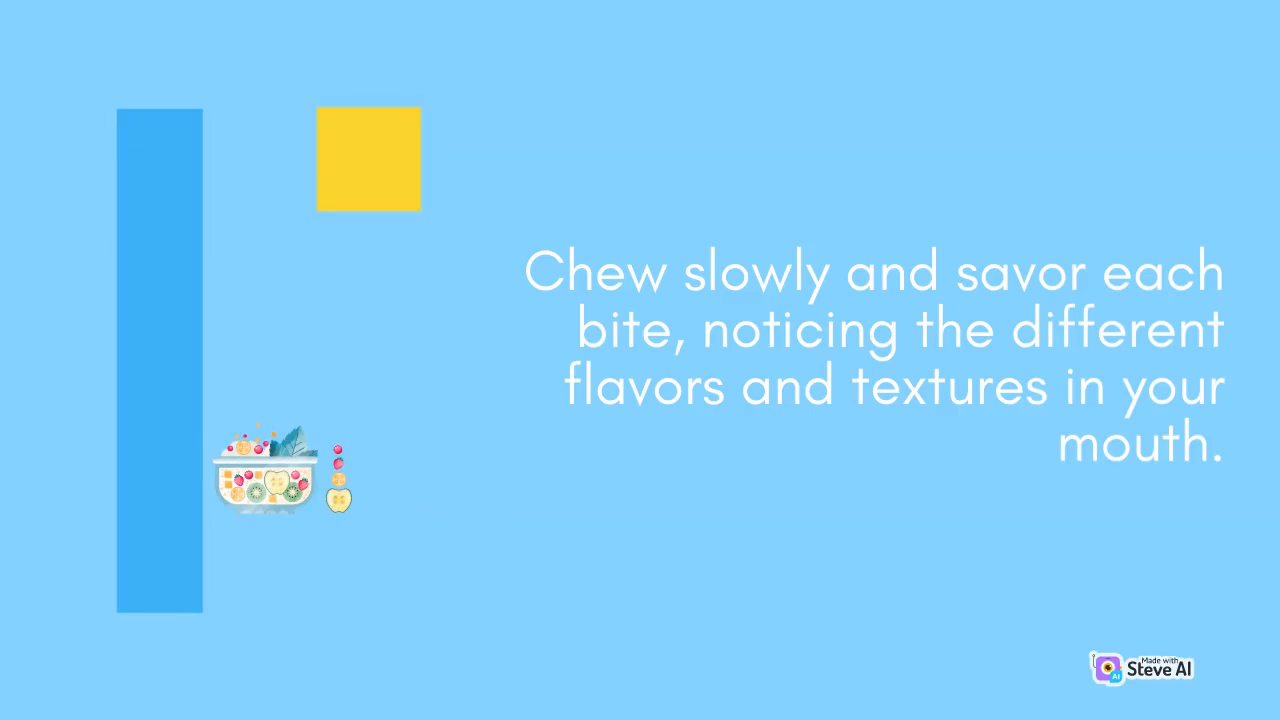 Chew slowly and savor each
bite, noticing the different
flavors and textures in your
mouth.
Made with
Steve AI
AI